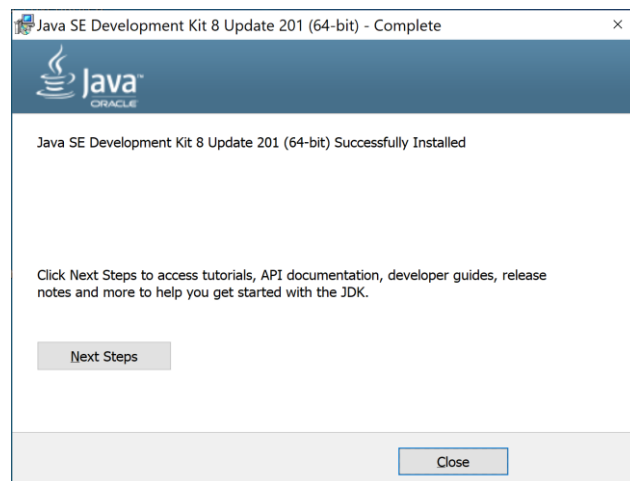 Java SE Development Kit 8 Update 201 (64-bit) - Complete
Java™
ORACLE
Java SE Development Kit 8 Update 201 (64-bit) Successfully Installed
Click Next Steps to access tutorials, API documentation, developer guides, release
notes and more to help you get started with the JDK.
Next Steps
Close